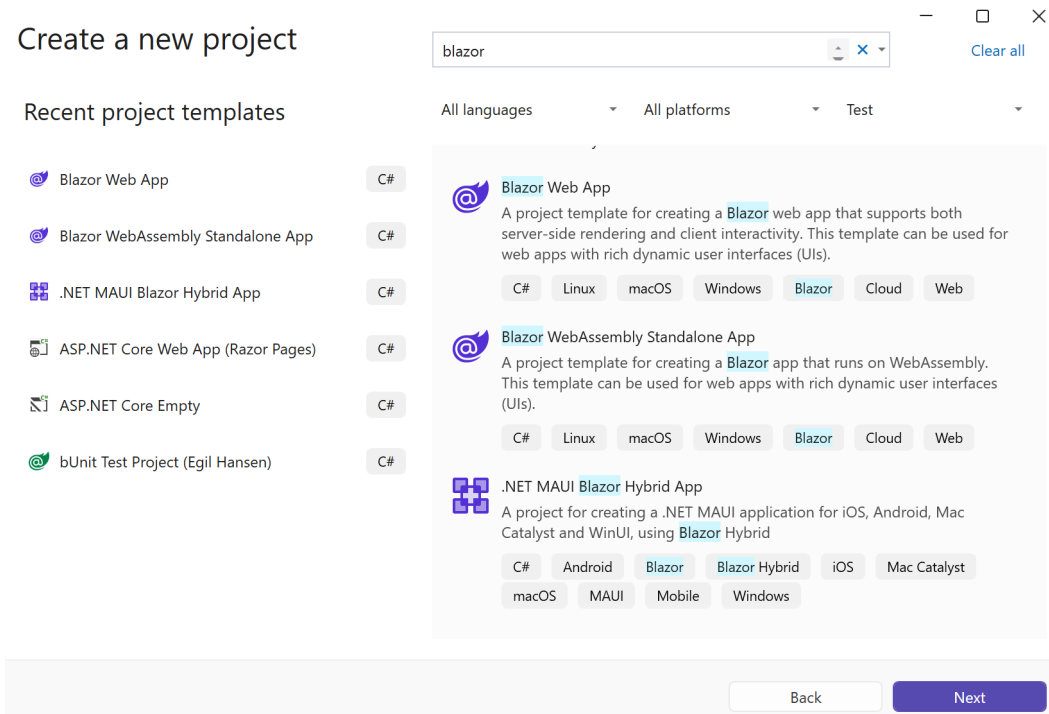 Create a new project
blazor
Clear all
Recent project templates
All languages
All platforms
Test
Blazor Web App
C#
Blazor WebAssembly Standalone App
C#
.NET MAUI Blazor Hybrid App
C#
ASP.NET Core Web App (Razor Pages)
C#
ASP.NET Core Empty
C#
bUnit Test Project (Egil Hansen)
C#
Blazor Web App
A project template for creating a Blazor web app that supports both
server-side rendering and client interactivity. This template can be used for
web apps with rich dynamic user interfaces (UIs).
C# Linux macOS Windows Blazor Cloud Web
Blazor WebAssembly Standalone App
A project template for creating a Blazor app that runs on WebAssembly.
This template can be used for web apps with rich dynamic user interfaces
(UIs).
C# Linux macOS Windows Blazor Cloud Web
.NET MAUI Blazor Hybrid App
A project for creating a .NET MAUI application for iOS, Android, Mac
Catalyst and WinUI, using Blazor Hybrid
C# Android Blazor Blazor Hybrid iOS Mac Catalyst
macOS MAUI Mobile Windows
Back
Next